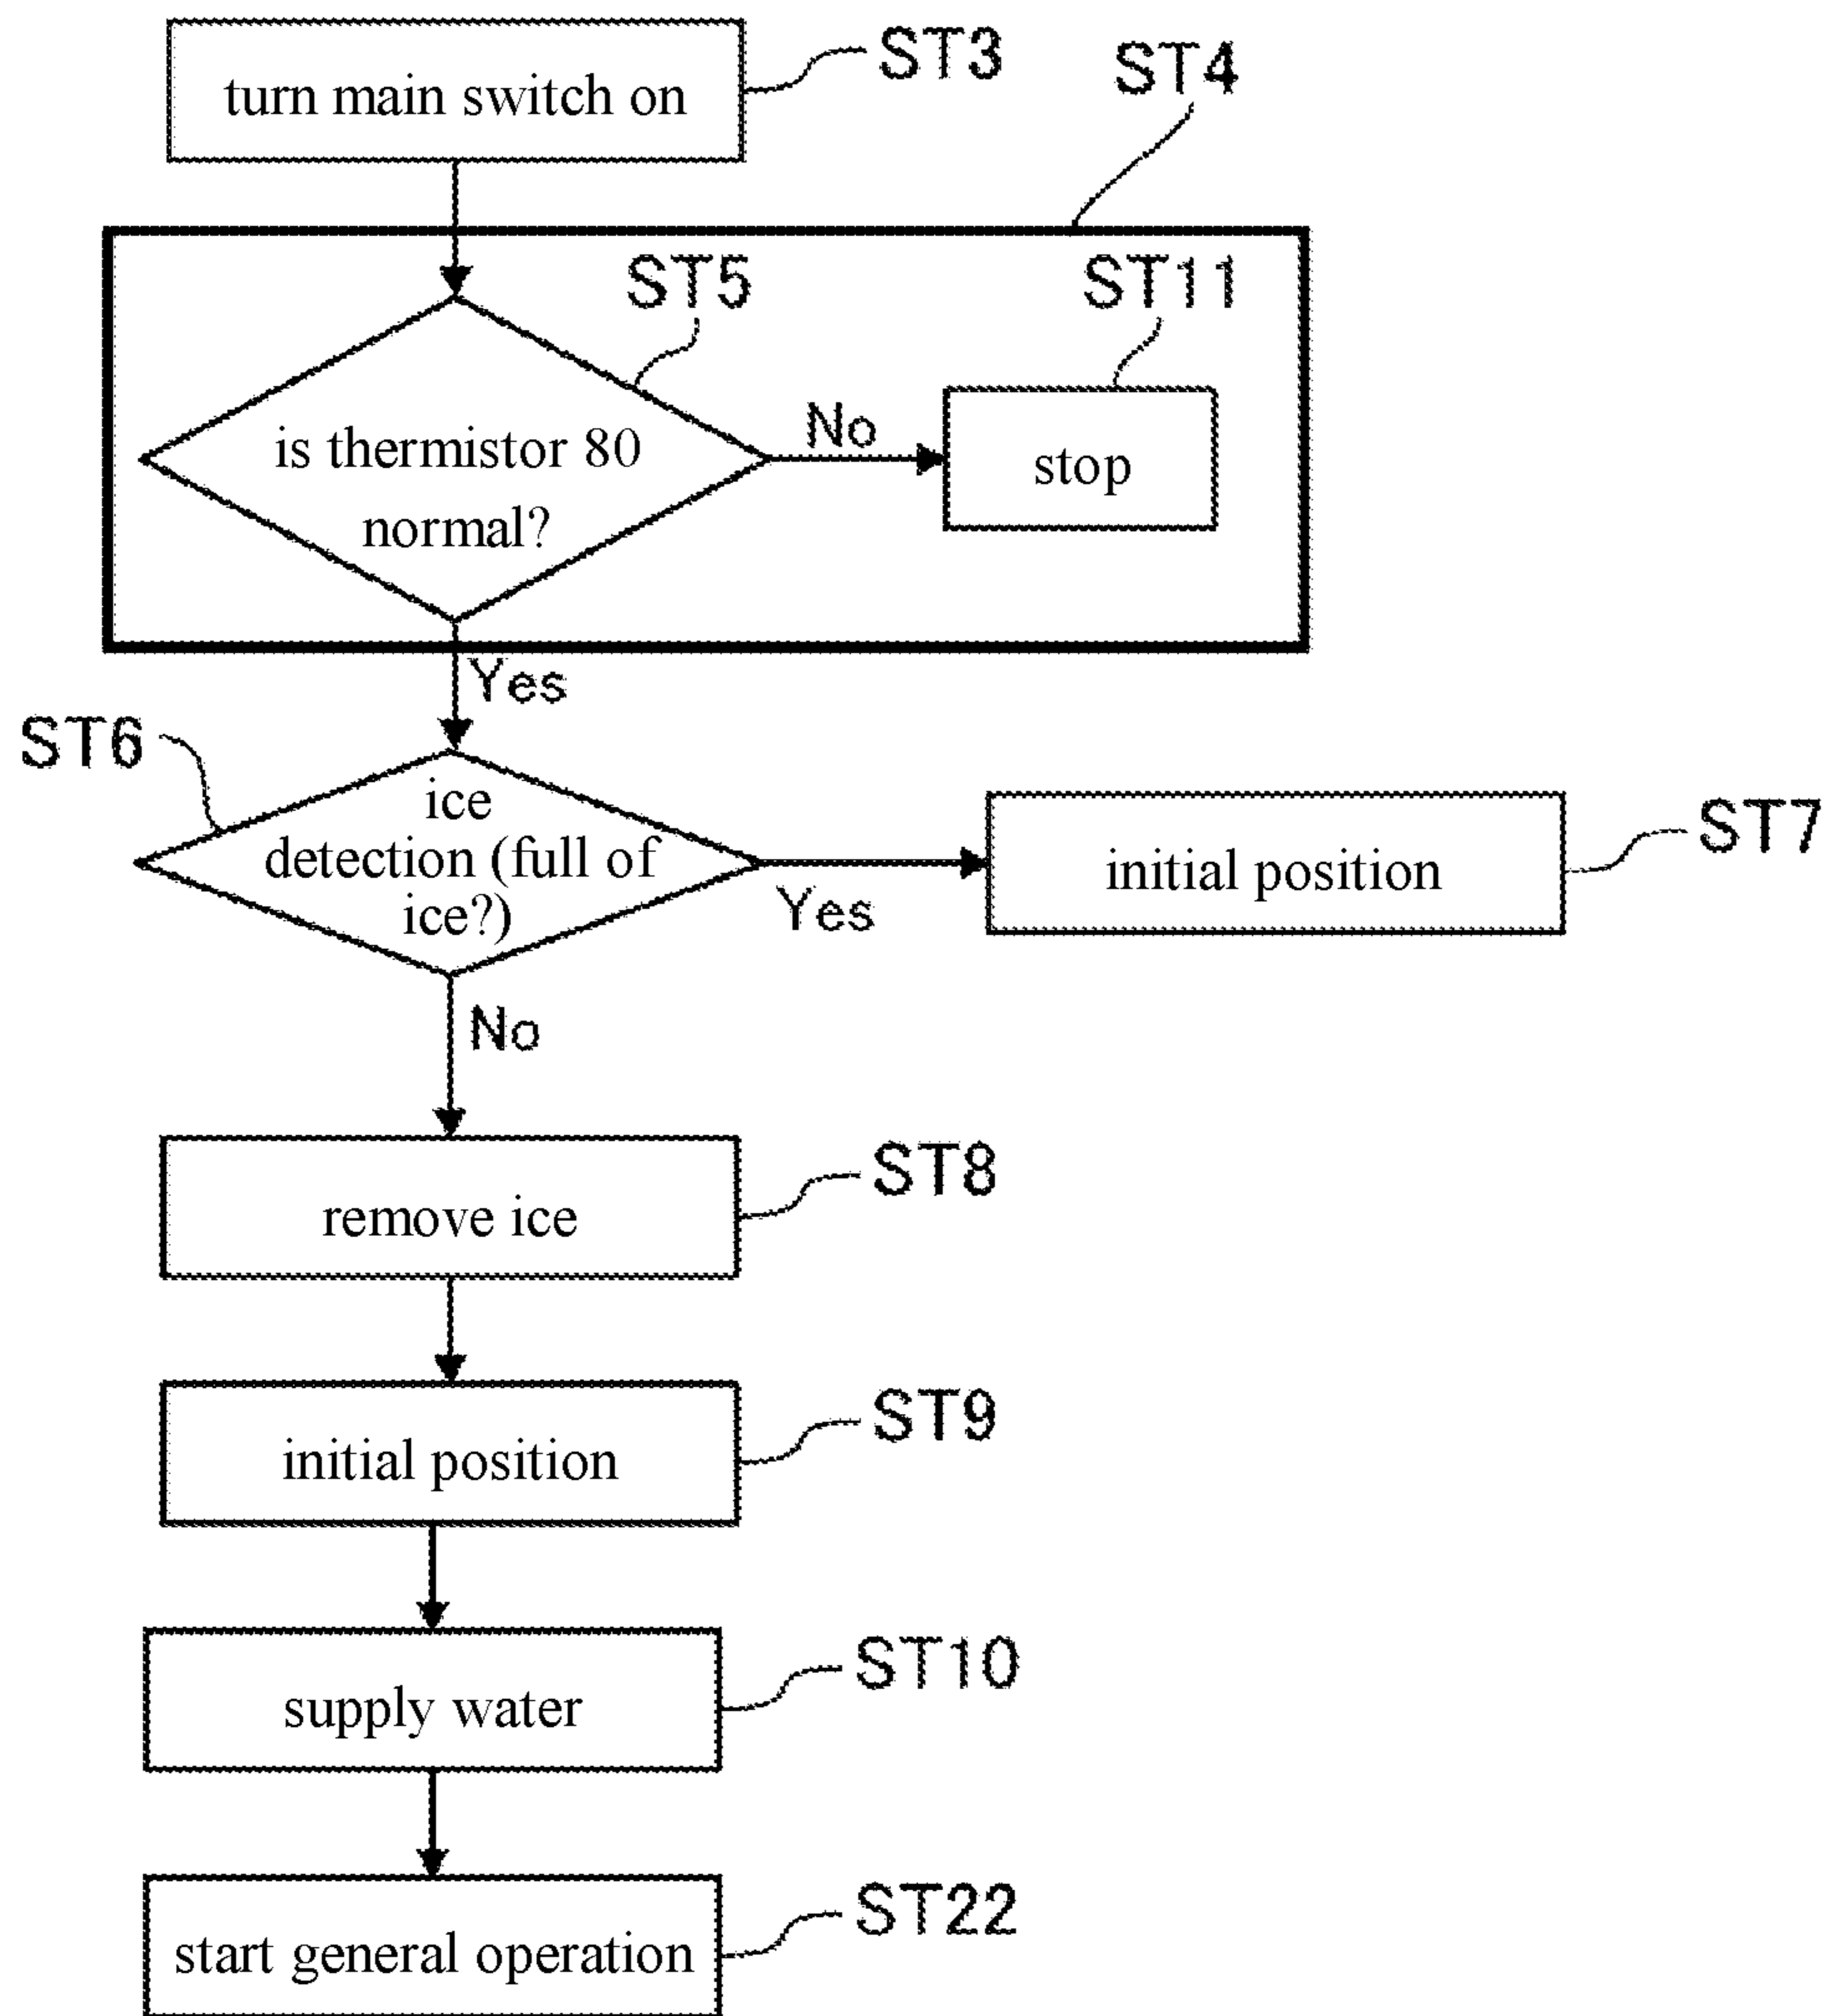 turn main switch on
ST3
ST4
ST5
ST11
is thermistor 80
normal?
No
stop
Yes
ST6
ice
detection (full of
ice?)
Yes
initial position
ST7
No
remove ice
ST8
initial position
ST9
supply water
ST10
start general operation
ST22